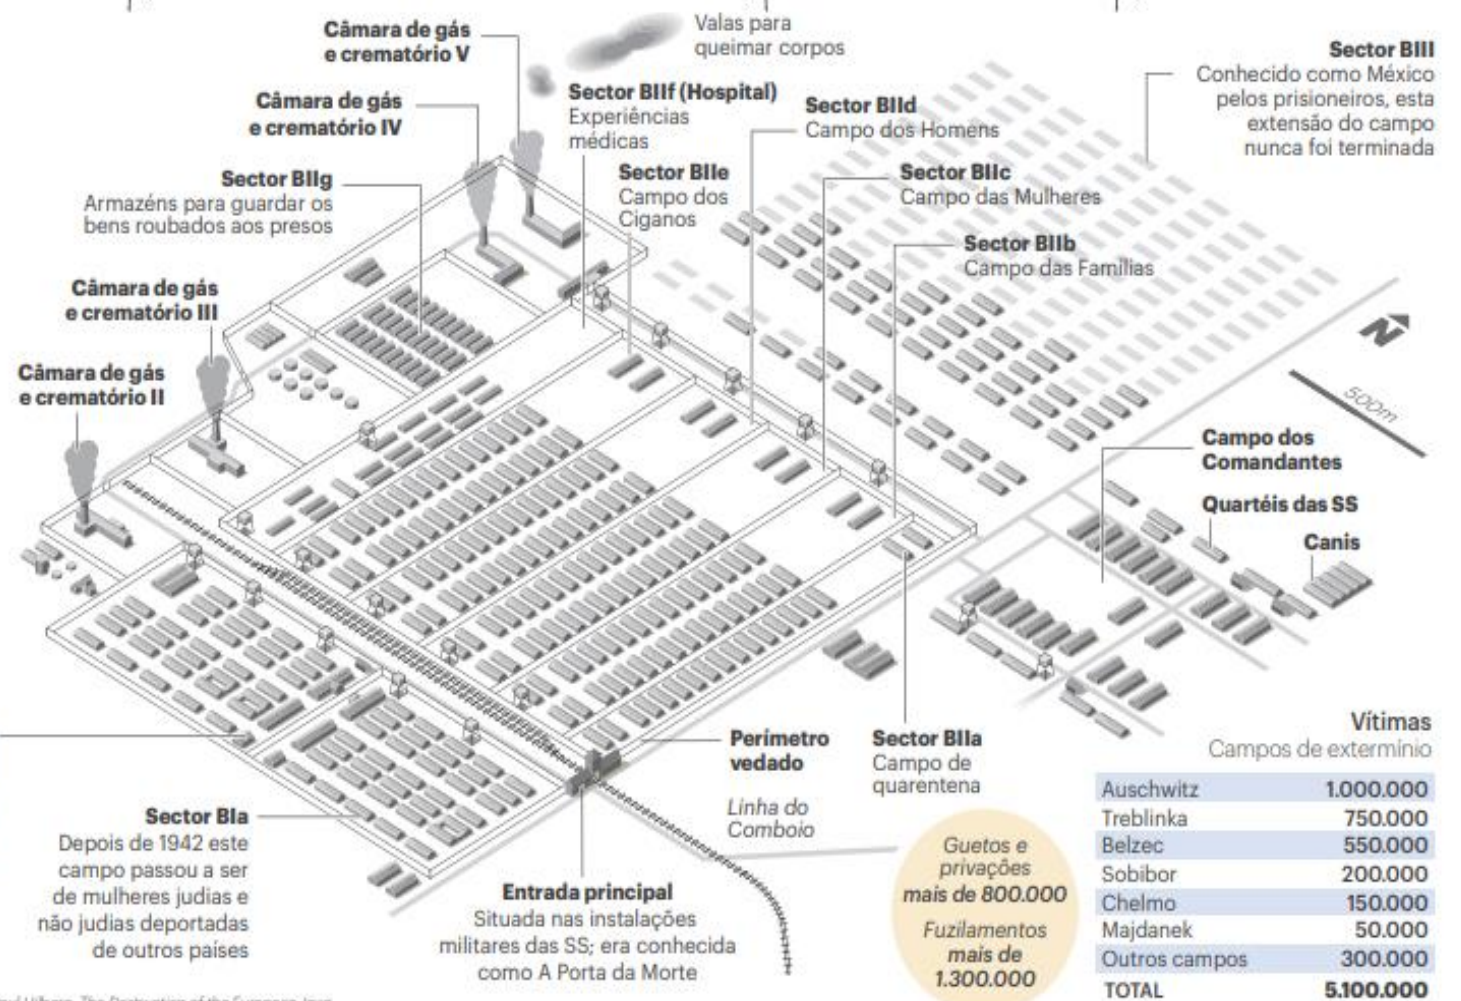 Câmara de gás
e crematório V
Valas para
queimar corpos
Sector BIII
Conhecido como México
pelos prisioneiros, esta
extensão do campo
nunca foi terminada
Câmara de gás
e crematório IV
Sector BIIf (Hospital)
Experiências
médicas
Sector BIId
Campo dos Homens
Sector BIIg
Armazéns para guardar os
bens roubados aos presos
Sector BIIe
Campo dos
Ciganos
Sector BIIc
Campo das Mulheres
Sector BIIb
Campo das Famílias
Câmara de gás
e crematório III
N
500m
Câmara de gás
e crematório II
Campo dos
Comandantes
Quartéis das SS
Canis
Perímetro
vedado
Linha do
Comboio
Sector BIIa
Campo de
quarentena
Sector BIa
Depois de 1942 este
campo passou a ser
de mulheres judias e
não judias deportadas
de outros países
Entrada principal
Situada nas instalações
militares das SS; era conhecida
como A Porta da Morte
Guetos e
privações
mais de 800.000
Fuzilamentos
mais de
1.300.000
Vítimas
Campos de extermínio
Auschwitz 1.000.000
Treblinka 750.000
Belzec 550.000
Sobibor 200.000
Chelmo 150.000
Majdanek 50.000
Outros campos 300.000
TOTAL 5.100.000